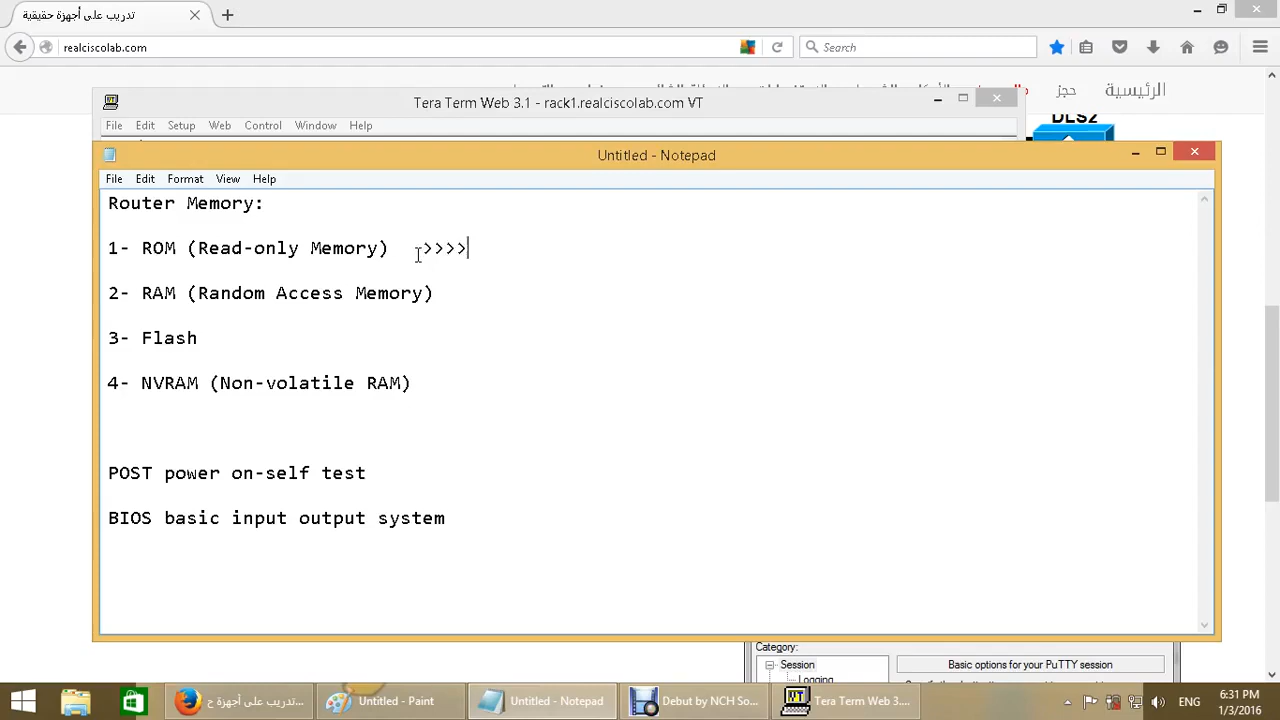 تدريب على أجهزة حقيقية
realciscolab.com
Search
الرئيسية
حجز
DLS2
Tera Term Web 3.1 - rack1.realciscolab.com VT
File Edit Setup Web Control Window Help
Untitled - Notepad
File Edit Format View Help
Router Memory:
1- ROM (Read-only Memory) >>>>
2- RAM (Random Access Memory)
3- Flash
4- NVRAM (Non-volatile RAM)
POST power on-self test
BIOS basic input output system
Category:
Session
Logging
Basic options for your PuTTY session
تدريب على أجهزة ح...
Untitled - Paint
Untitled - Notepad
Debut by NCH So...
Tera Term Web 3....
ENG
6:31 PM
1/3/2016